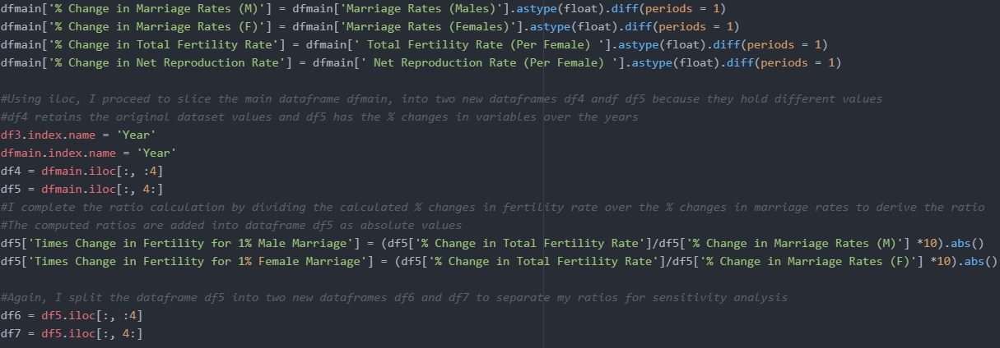 dfmain['% Change in Marriage Rates (M)'] = dfmain['Marriage Rates (Males)'].astype(float).diff(periods = 1)
dfmain['% Change in Marriage Rates (F)'] = dfmain['Marriage Rates (Females)'].astype(float).diff(periods = 1)
dfmain['% Change in Total Fertility Rate'] = dfmain[' Total Fertility Rate (Per Female) '].astype(float).diff(periods = 1)
dfmain['% Change in Net Reproduction Rate'] = dfmain[' Net Reproduction Rate (Per Female) '].astype(float).diff(periods = 1)
#Using iloc, I proceed to slice the main dataframe dfmain, into two new dataframes df4 andf df5 because they hold different values
#df4 retains the original dataset values and df5 has the % changes in variables over the years
df3.index.name = 'Year'
dfmain.index.name = 'Year'
df4 = dfmain.iloc[:, :4]
df5 = dfmain.iloc[:, 4:]
#I complete the ratio calculation by dividing the calculated % changes in fertility rate over the % changes in marriage rates to derive the ratio
#The computed ratios are added into dataframe df5 as absolute values
df5['Times Change in Fertility for 1% Male Marriage'] = (df5['% Change in Total Fertility Rate']/df5['% Change in Marriage Rates (M)'] *10).abs()
df5['Times Change in Fertility for 1% Female Marriage'] = (df5['% Change in Total Fertility Rate']/df5['% Change in Marriage Rates (F)'] *10).abs()
#Again, I split the dataframe df5 into two new dataframes df6 and df7 to separate my ratios for sensitivity analysis
df6 = df5.iloc[:, :4]
df7 = df5.iloc[:, 4:]